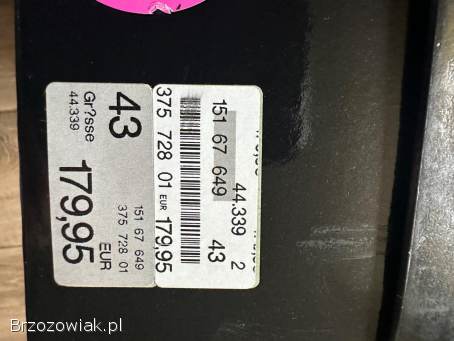 Gr?sse
44.339
43
179,95
EUR
151 67 649
375 728 01
151 67 649
44.339 2
43
375 728 01 EUR 179,95
Brzozowiak.pl